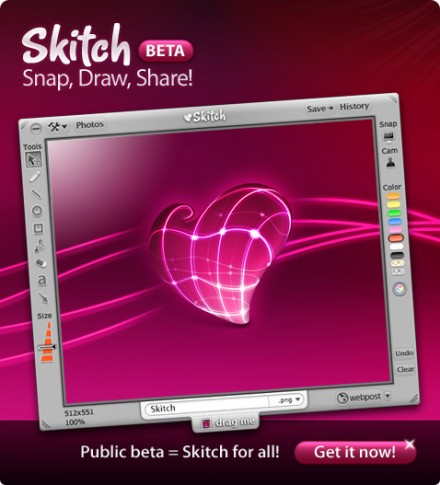 Skitch BETA
Snap, Draw, Share!
Skitch
Photos
Save
History
Tools
Snap
Cam
Color
a
Size
Undo
Clear
512x551
100%
Skitch
.png
webpost
drag me
Public beta = Skitch for all!
Get it now!